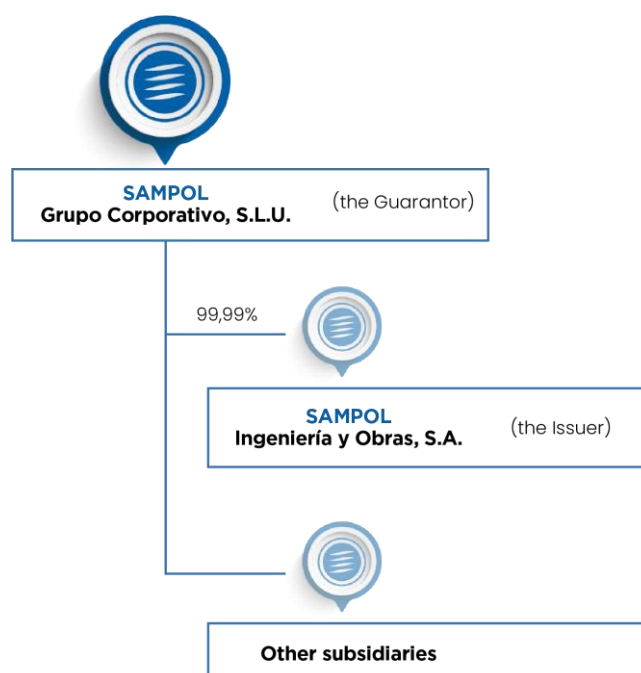 SAMPOL
Grupo Corporativo, S.L.U.
(the Guarantor)
99,99%
SAMPOL
Ingeniería y Obras, S.A.
(the Issuer)
Other subsidiaries